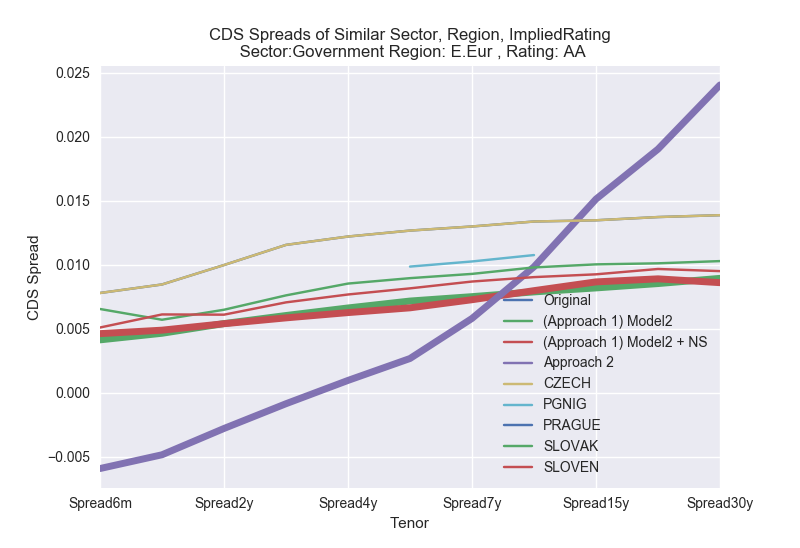 CDS Spreads of Similar Sector, Region, ImpliedRating
Sector:Government Region: E.Eur , Rating: AA
0.025
0.020
0.015
0.010
0.005
0.000
−0.005
CDS Spread
Original
(Approach 1) Model2
(Approach 1) Model2 + NS
Approach 2
CZECH
PGNIG
PRAGUE
SLOVAK
SLOVEN
Spread6m Spread2y Spread4y Spread7y Spread15y Spread30y
Tenor